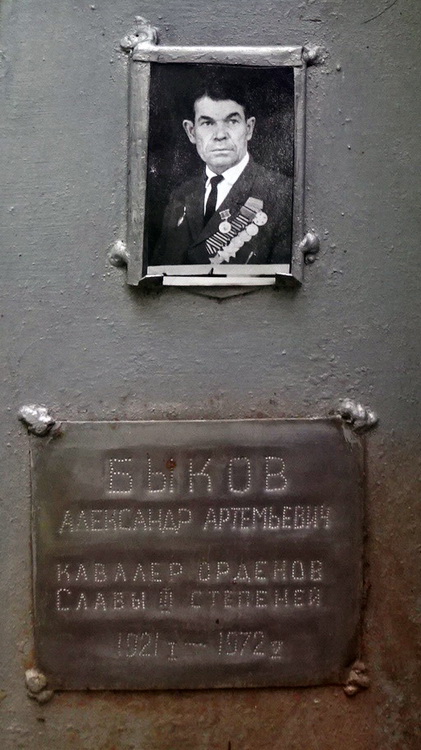 БЫКОВ
АЛЕКСАНДР АРТЕМЬЕВИЧ
КАВАЛЕР ОРДЕНОВ
СЛАВЫ III СТЕПЕНЕЙ
1921 I — 1972 V